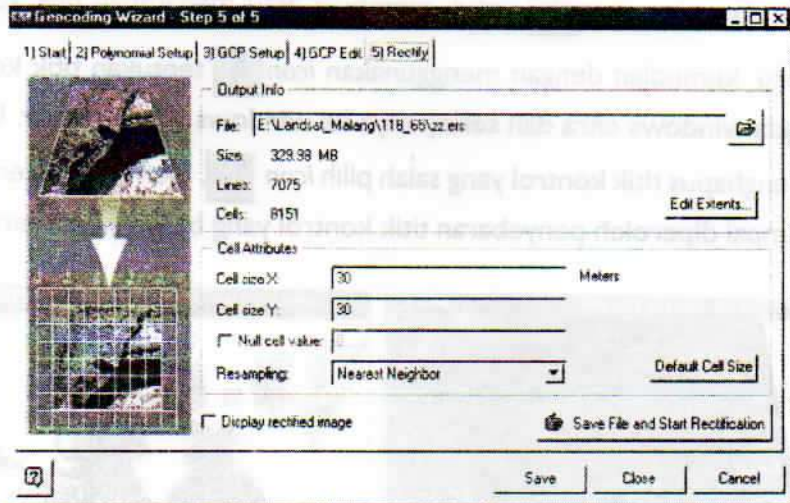 Geocoding Wizard - Step 5 of 5
1) Start 2) Polynomial Setup 3) GCP Setup 4) GCP Edit 5) Rectify
Output Info
File: E:\Landsat_Malang\118_65\zz.ers
Size: 329.98 MB
Lines: 7075
Cells: 8151
Edit Extents...
Cell Attributes
Cell size X: 30 Meters
Cell size Y: 30
Null cell value: 0
Resampling: Nearest Neighbor
Default Cell Size
Display rectified image
Save File and Start Rectification
Save Close Cancel